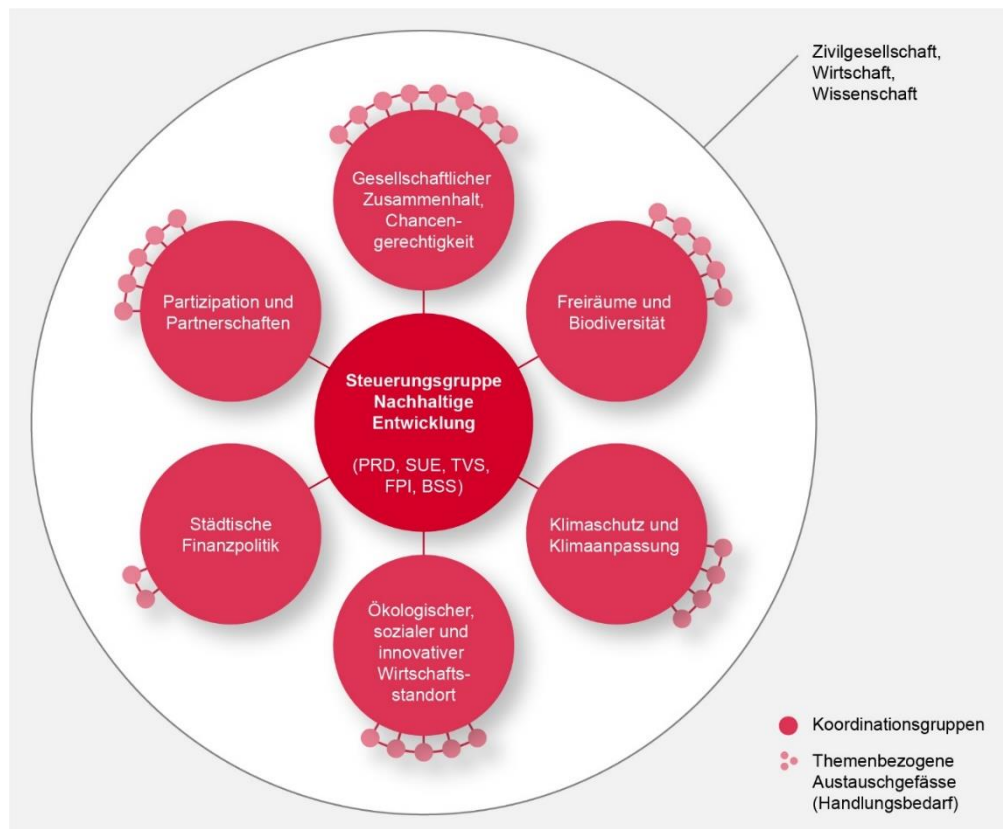 Zivilgesellschaft,
Wirtschaft,
Wissenschaft
Gesellschaftlicher
Zusammenhalt,
Chancen-
gerechtigkeit
Partizipation und
Partnerschaften
Freiräume und
Biodiversität
Steuerungsgruppe
Nachhaltige
Entwicklung
(PRD, SUE, TVS,
FPI, BSS)
Städtische
Finanzpolitik
Klimaschutz und
Klimaanpassung
Ökologischer,
sozialer und
innovativer
Wirtschafts-
standort
Koordinationsgruppen
Themenbezogene
Austauschgefässe
(Handlungsbedarf)